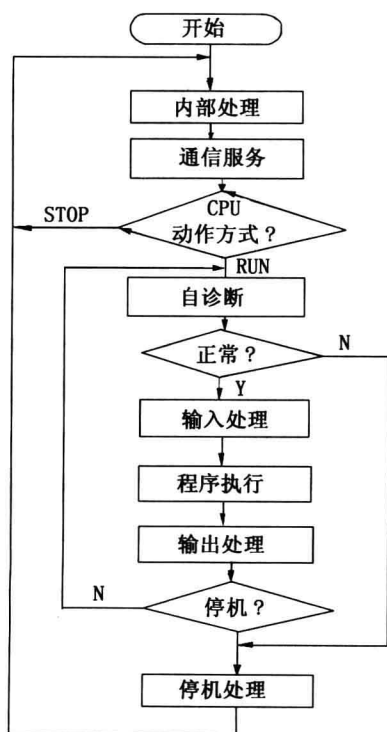 开始
内部处理
通信服务
CPU
动作方式？
STOP
RUN
自诊断
正常？
N
Y
输入处理
程序执行
输出处理
停机？
N
停机处理